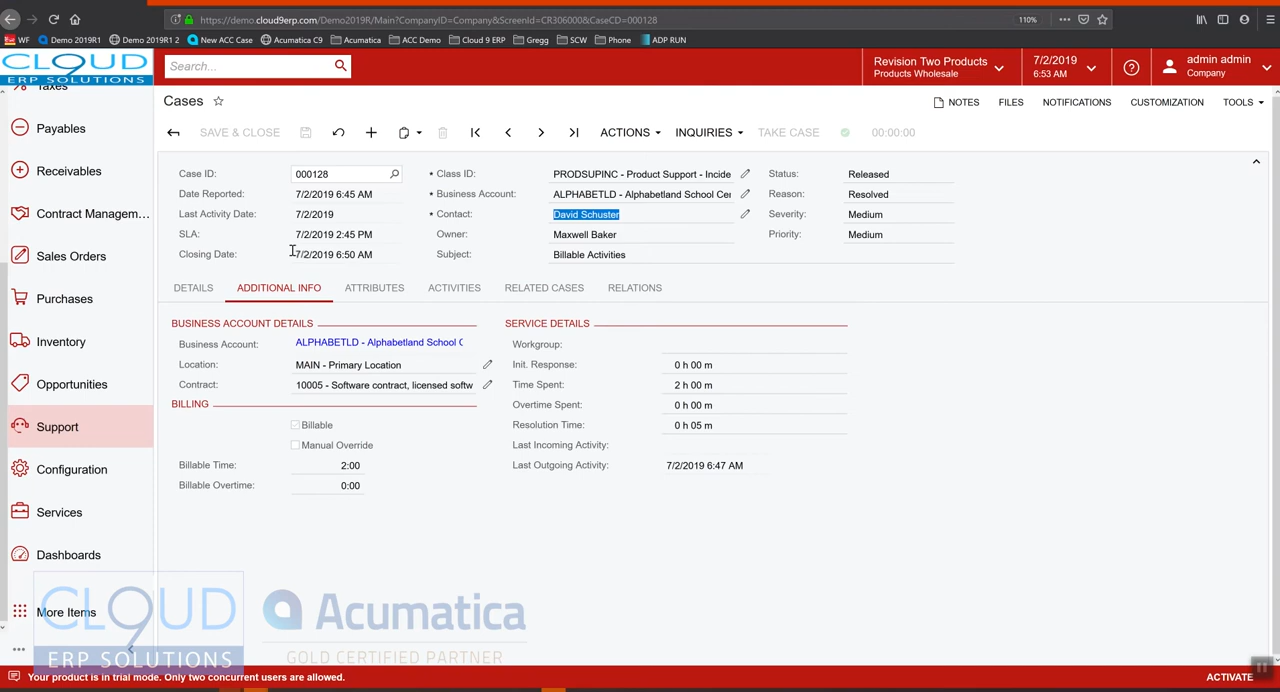 https://demo.cloud9erp.com/Demo2019R/Main?CompanyID=Company&ScreenId=CR306000&CaseCD=000128
110%
WF Demo 2019R1 Demo 2019R1 2 New ACC Case Acumatica C9 Acumatica ACC Demo Cloud 9 ERP Gregg SCW Phone ADP RUN
CLOUD9
ERP SOLUTIONS
Search...
Revision Two Products
Products Wholesale
7/2/2019
6:53 AM
admin admin
Company
Taxes
Payables
Receivables
Contract Managem...
Sales Orders
Purchases
Inventory
Opportunities
Support
Configuration
Services
Dashboards
More Items
Cases
NOTES FILES NOTIFICATIONS CUSTOMIZATION TOOLS
SAVE & CLOSE ACTIONS INQUIRIES TAKE CASE 00:00:00
Case ID: 000128
Date Reported: 7/2/2019 6:45 AM
Last Activity Date: 7/2/2019
SLA: 7/2/2019 2:45 PM
Closing Date: 7/2/2019 6:50 AM
* Class ID: PRODSUPINC - Product Support - Incide
* Business Account: ALPHABETLD - Alphabetland School Cer
* Contact: David Schuster
Owner: Maxwell Baker
Subject: Billable Activities
Status: Released
Reason: Resolved
Severity: Medium
Priority: Medium
DETAILS ADDITIONAL INFO ATTRIBUTES ACTIVITIES RELATED CASES RELATIONS
BUSINESS ACCOUNT DETAILS
Business Account: ALPHABETLD - Alphabetland School C
Location: MAIN - Primary Location
Contract: 10005 - Software contract, licensed softw
BILLING
Billable
Manual Override
Billable Time: 2:00
Billable Overtime: 0:00
SERVICE DETAILS
Workgroup:
Init. Response: 0 h 00 m
Time Spent: 2 h 00 m
Overtime Spent: 0 h 00 m
Resolution Time: 0 h 05 m
Last Incoming Activity:
Last Outgoing Activity: 7/2/2019 6:47 AM
CLOUD9
ERP SOLUTIONS
Acumatica
GOLD CERTIFIED PARTNER
Your product is in trial mode. Only two concurrent users are allowed.
ACTIVATE